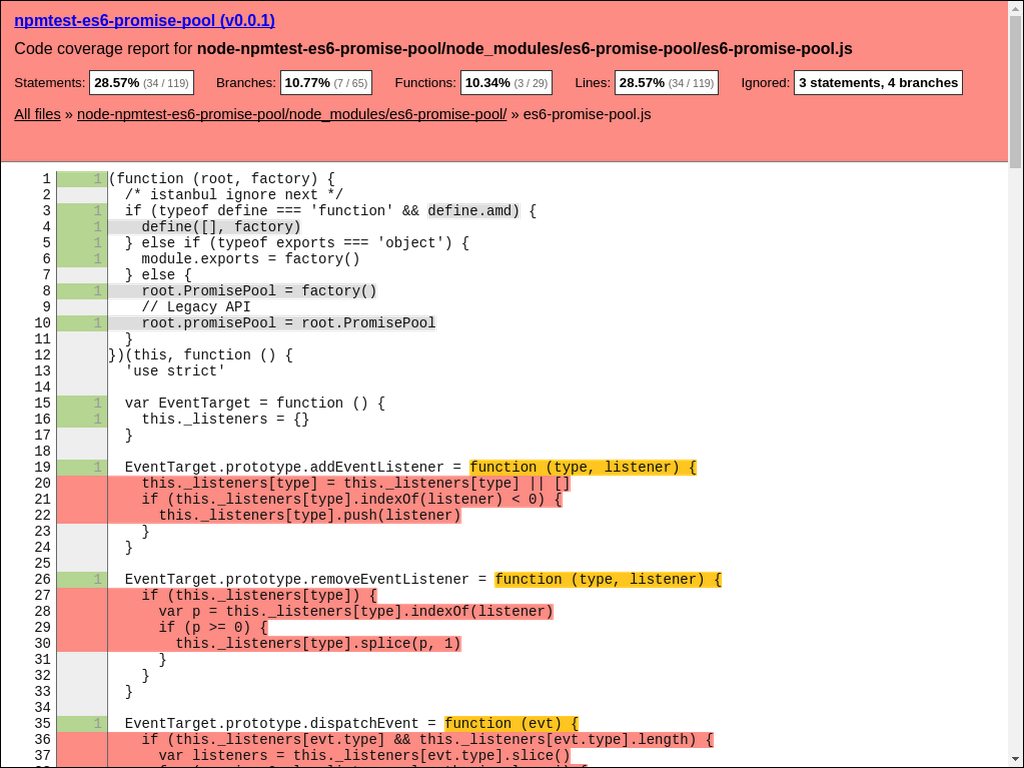 npmtest-es6-promise-pool (v0.0.1)
Code coverage report for node-npmtest-es6-promise-pool/node_modules/es6-promise-pool/es6-promise-pool.js
Statements: 28.57% (34 / 119) Branches: 10.77% (7 / 65) Functions: 10.34% (3 / 29) Lines: 28.57% (34 / 119) Ignored: 3 statements, 4 branches
All files » node-npmtest-es6-promise-pool/node_modules/es6-promise-pool/ » es6-promise-pool.js
1 1 (function (root, factory) {
2 /* istanbul ignore next */
3 1 if (typeof define === 'function' && define.amd) {
4 1 define([], factory)
5 1 } else if (typeof exports === 'object') {
6 1 module.exports = factory()
7 } else {
8 1 root.PromisePool = factory()
9 // Legacy API
10 1 root.promisePool = root.PromisePool
11 }
12 })(this, function () {
13 'use strict'
14
15 1 var EventTarget = function () {
16 1 this._listeners = {}
17 }
18
19 1 EventTarget.prototype.addEventListener = function (type, listener) {
20 this._listeners[type] = this._listeners[type] || []
21 if (this._listeners[type].indexOf(listener) < 0) {
22 this._listeners[type].push(listener)
23 }
24 }
25
26 1 EventTarget.prototype.removeEventListener = function (type, listener) {
27 if (this._listeners[type]) {
28 var p = this._listeners[type].indexOf(listener)
29 if (p >= 0) {
30 this._listeners[type].splice(p, 1)
31 }
32 }
33 }
34
35 1 EventTarget.prototype.dispatchEvent = function (evt) {
36 if (this._listeners[evt.type] && this._listeners[evt.type].length) {
37 var listeners = this._listeners[evt.type].slice()